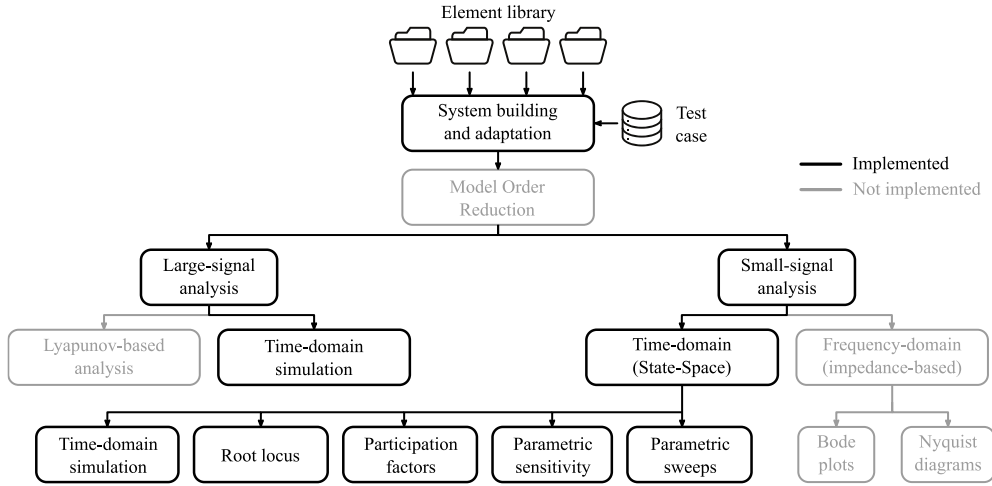 Element library
System building
and adaptation
Test
case
Implemented
Not implemented
Model Order
Reduction
Large-signal
analysis
Small-signal
analysis
Lyapunov-based
analysis
Time-domain
simulation
Time-domain
(State-Space)
Frequency-domain
(impedance-based)
Time-domain
simulation
Root locus
Participation
factors
Parametric
sensitivity
Parametric
sweeps
Bode
plots
Nyquist
diagrams